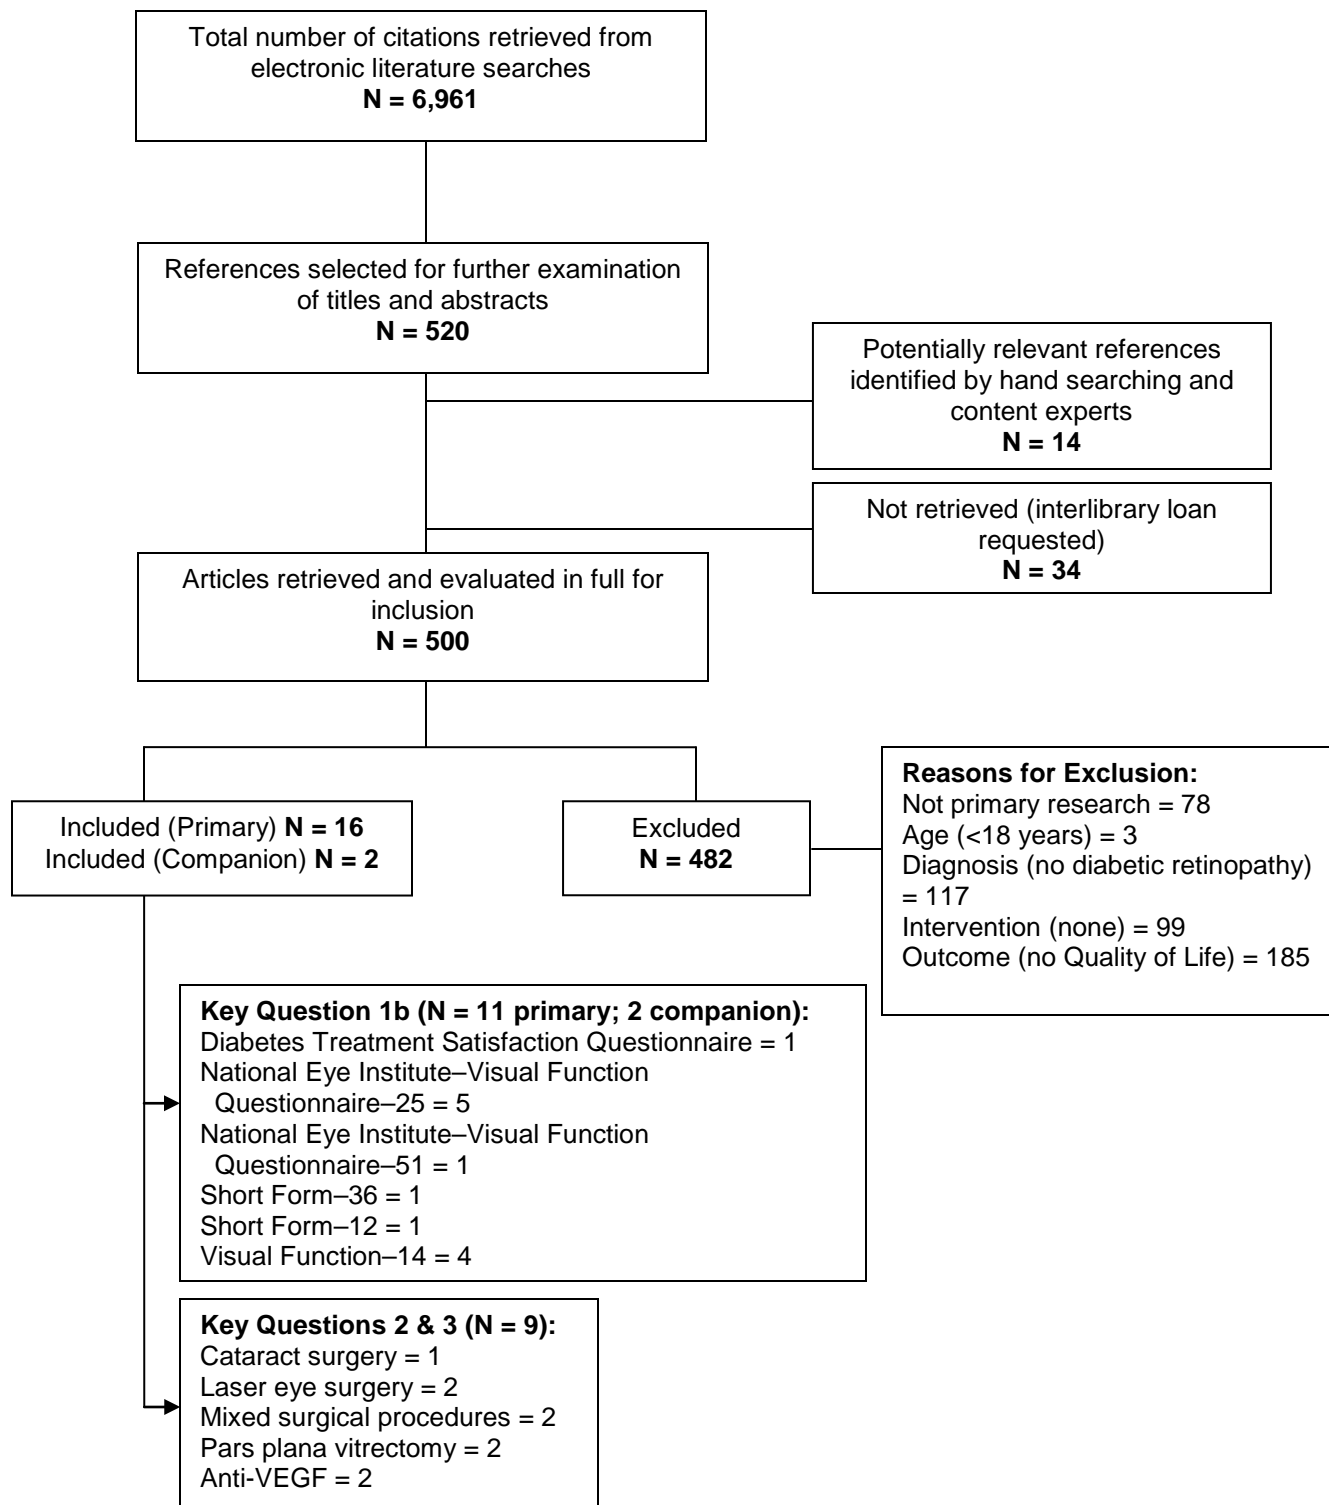 Total number of citations retrieved from
electronic literature searches
N = 6,961
References selected for further examination
of titles and abstracts
N = 520
Potentially relevant references
identified by hand searching and
content experts
N = 14
Not retrieved (interlibrary loan
requested)
N = 34
Articles retrieved and evaluated in full for
inclusion
N = 500
Included (Primary) N = 16
Included (Companion) N = 2
Excluded
N = 482
Reasons for Exclusion:
Not primary research = 78
Age (<18 years) = 3
Diagnosis (no diabetic retinopathy)
= 117
Intervention (none) = 99
Outcome (no Quality of Life) = 185
Key Question 1b (N = 11 primary; 2 companion):
Diabetes Treatment Satisfaction Questionnaire = 1
National Eye Institute–Visual Function
Questionnaire–25 = 5
National Eye Institute–Visual Function
Questionnaire–51 = 1
Short Form–36 = 1
Short Form–12 = 1
Visual Function–14 = 4
Key Questions 2 & 3 (N = 9):
Cataract surgery = 1
Laser eye surgery = 2
Mixed surgical procedures = 2
Pars plana vitrectomy = 2
Anti-VEGF = 2